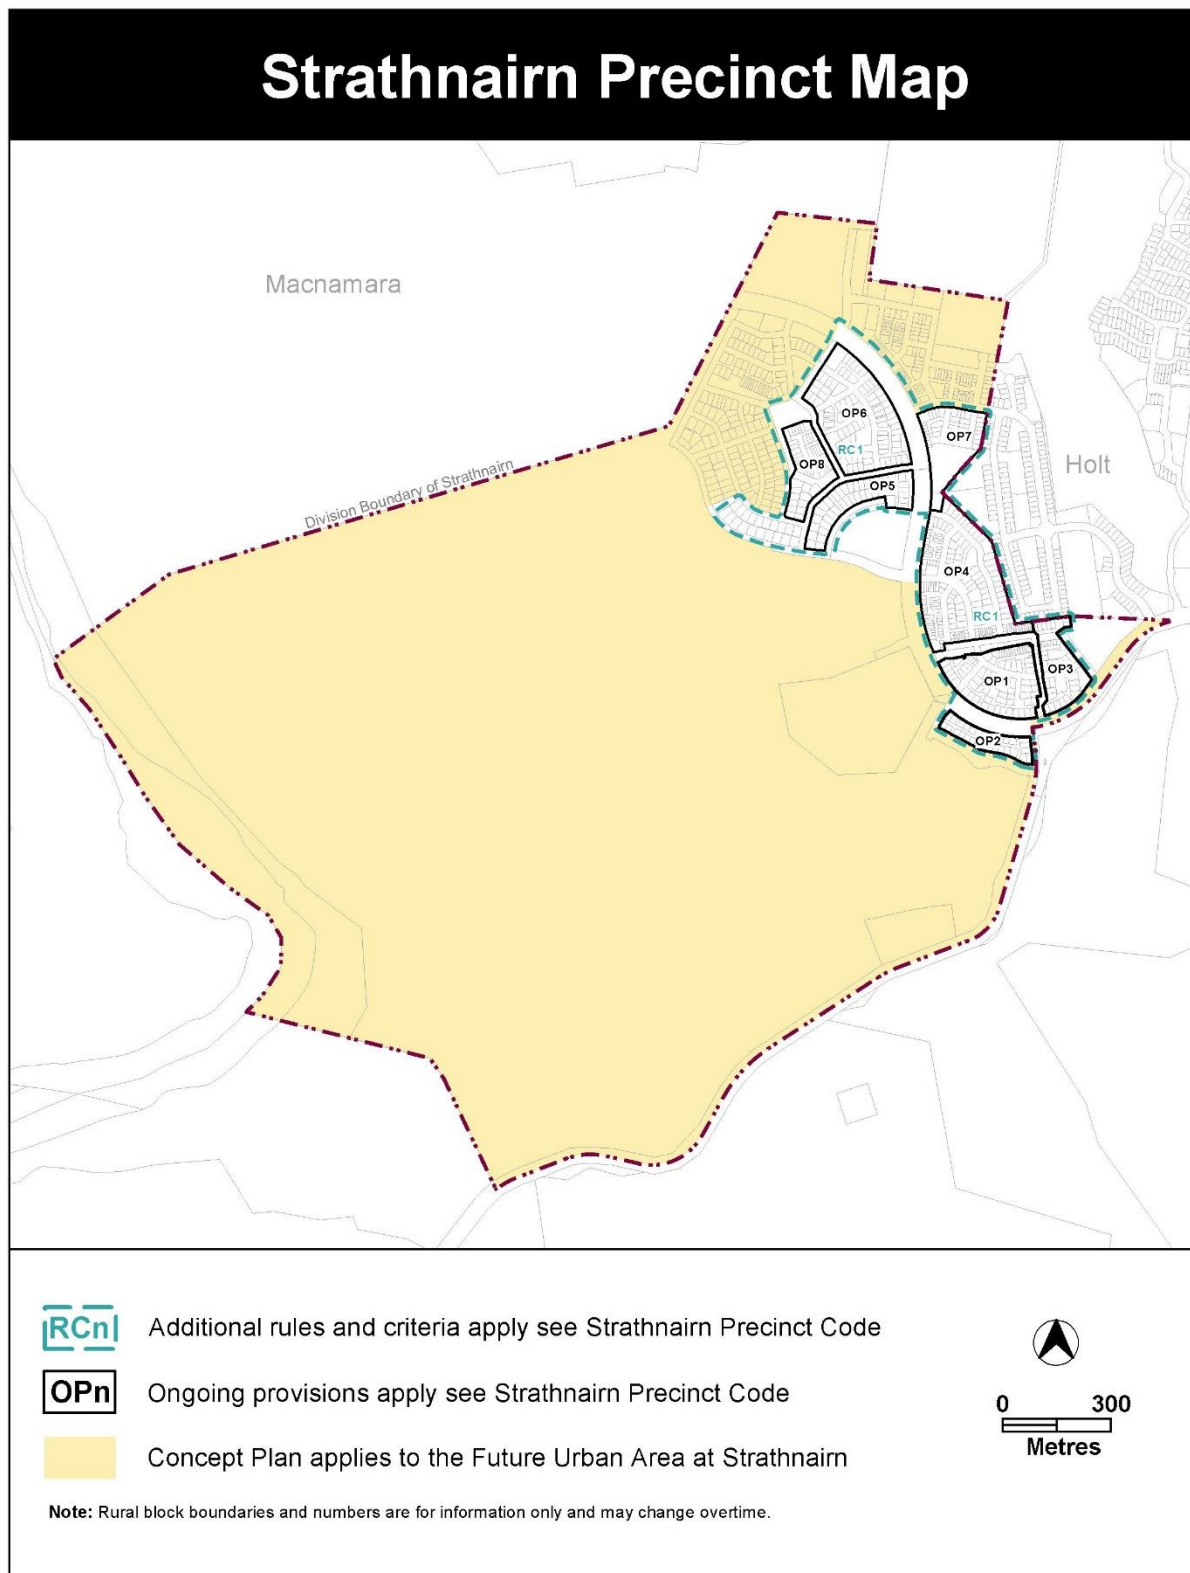 Strathnairn Precinct Map
Macnamara
Division Boundary of Strathnairn
OP6
RC1
OP7
OP8
OP5
Holt
OP4
RC1
OP3
OP1
OP2
RCn Additional rules and criteria apply see Strathnairn Precinct Code
OPn Ongoing provisions apply see Strathnairn Precinct Code
Concept Plan applies to the Future Urban Area at Strathnairn
0 300
Metres
Note: Rural block boundaries and numbers are for information only and may change overtime.